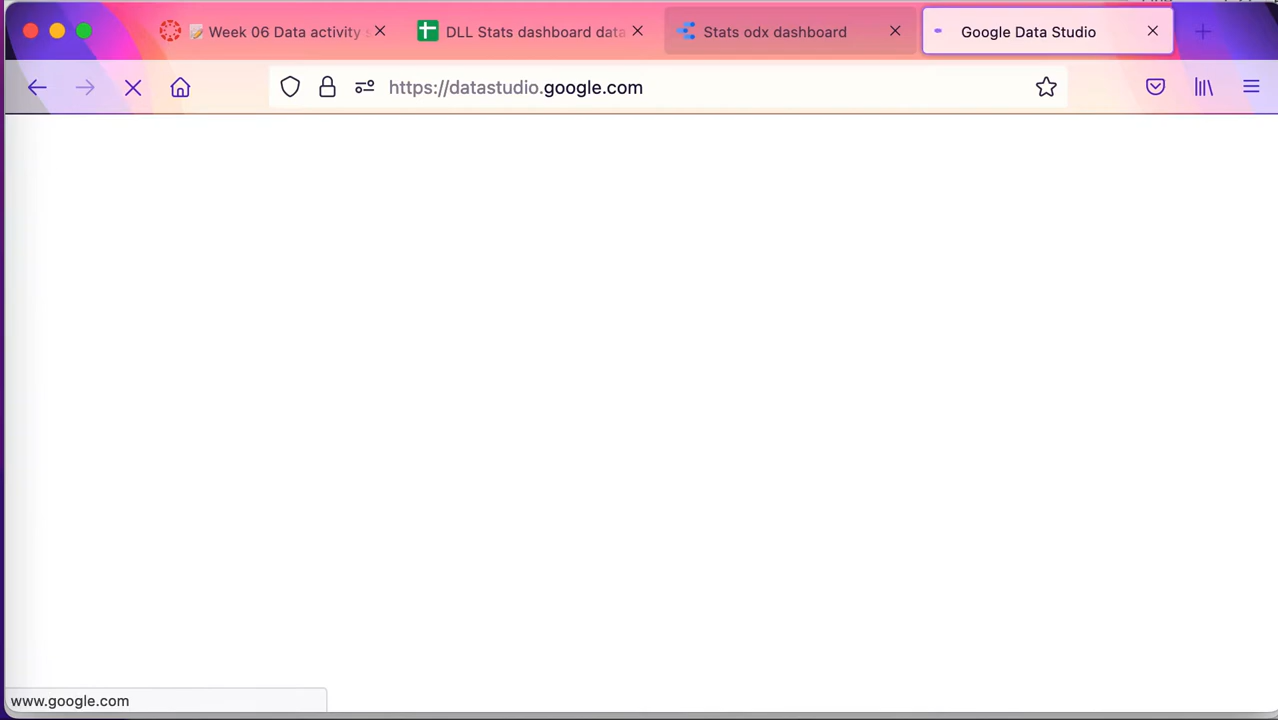 Week 06 Data activity
DLL Stats dashboard data
Stats odx dashboard
Google Data Studio
https://datastudio.google.com
www.google.com